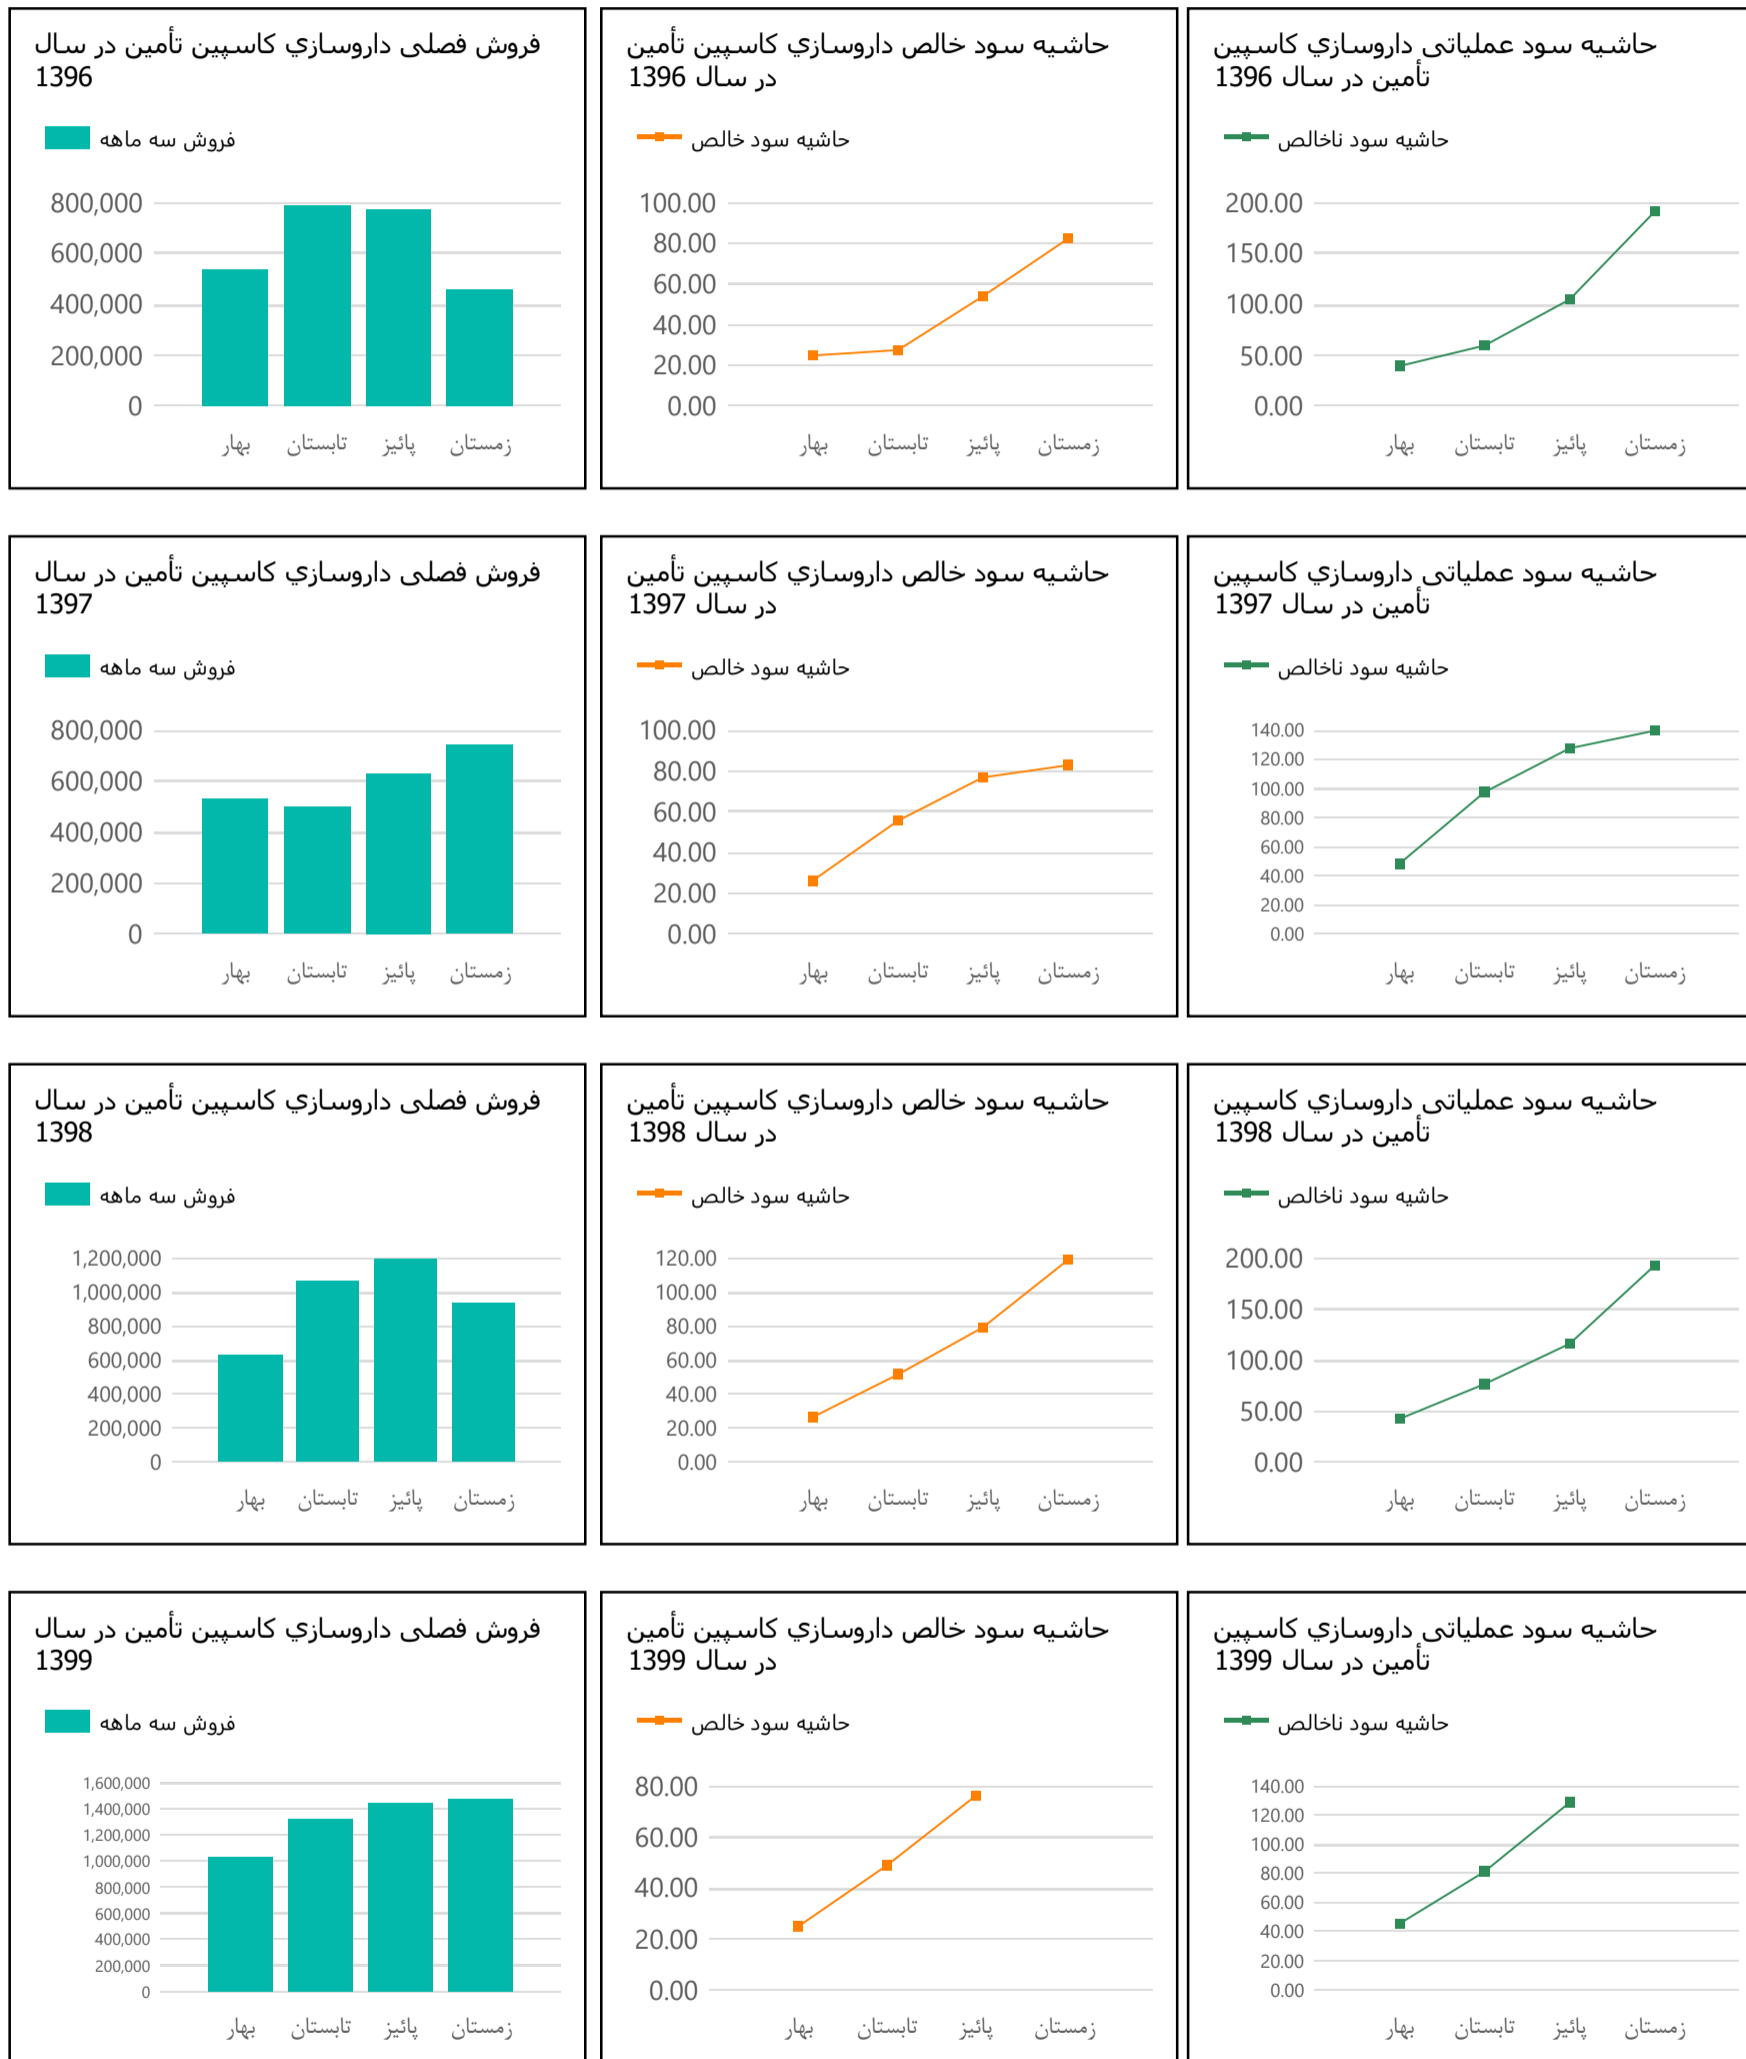 فروش فصلی داروسازي کاسپین تأمین در سال
1396
فروش سه ماهه
800,000
600,000
400,000
200,000
0
بهار تابستان پائیز زمستان
حاشیه سود خالص داروسازي کاسپین تأمین
در سال 1396
حاشیه سود خالص
100.00
80.00
60.00
40.00
20.00
0.00
بهار تابستان پائیز زمستان
حاشیه سود عملیاتی داروسازي کاسپین
تأمین در سال 1396
حاشیه سود ناخالص
200.00
150.00
100.00
50.00
0.00
بهار تابستان پائیز زمستان
فروش فصلی داروسازي کاسپین تأمین در سال
1397
فروش سه ماهه
800,000
600,000
400,000
200,000
0
بهار تابستان پائیز زمستان
حاشیه سود خالص داروسازي کاسپین تأمین
در سال 1397
حاشیه سود خالص
100.00
80.00
60.00
40.00
20.00
0.00
بهار تابستان پائیز زمستان
حاشیه سود عملیاتی داروسازي کاسپین
تأمین در سال 1397
حاشیه سود ناخالص
140.00
120.00
100.00
80.00
60.00
40.00
20.00
0.00
بهار تابستان پائیز زمستان
فروش فصلی داروسازي کاسپین تأمین در سال
1398
فروش سه ماهه
1,200,000
1,000,000
800,000
600,000
400,000
200,000
0
بهار تابستان پائیز زمستان
حاشیه سود خالص داروسازي کاسپین تأمین
در سال 1398
حاشیه سود خالص
120.00
100.00
80.00
60.00
40.00
20.00
0.00
بهار تابستان پائیز زمستان
حاشیه سود عملیاتی داروسازي کاسپین
تأمین در سال 1398
حاشیه سود ناخالص
200.00
150.00
100.00
50.00
0.00
بهار تابستان پائیز زمستان
فروش فصلی داروسازي کاسپین تأمین در سال
1399
فروش سه ماهه
1,600,000
1,400,000
1,200,000
1,000,000
800,000
600,000
400,000
200,000
0
بهار تابستان پائیز زمستان
حاشیه سود خالص داروسازي کاسپین تأمین
در سال 1399
حاشیه سود خالص
80.00
60.00
40.00
20.00
0.00
بهار تابستان پائیز زمستان
حاشیه سود عملیاتی داروسازي کاسپین
تأمین در سال 1399
حاشیه سود ناخالص
140.00
120.00
100.00
80.00
60.00
40.00
20.00
0.00
بهار تابستان پائیز زمستان